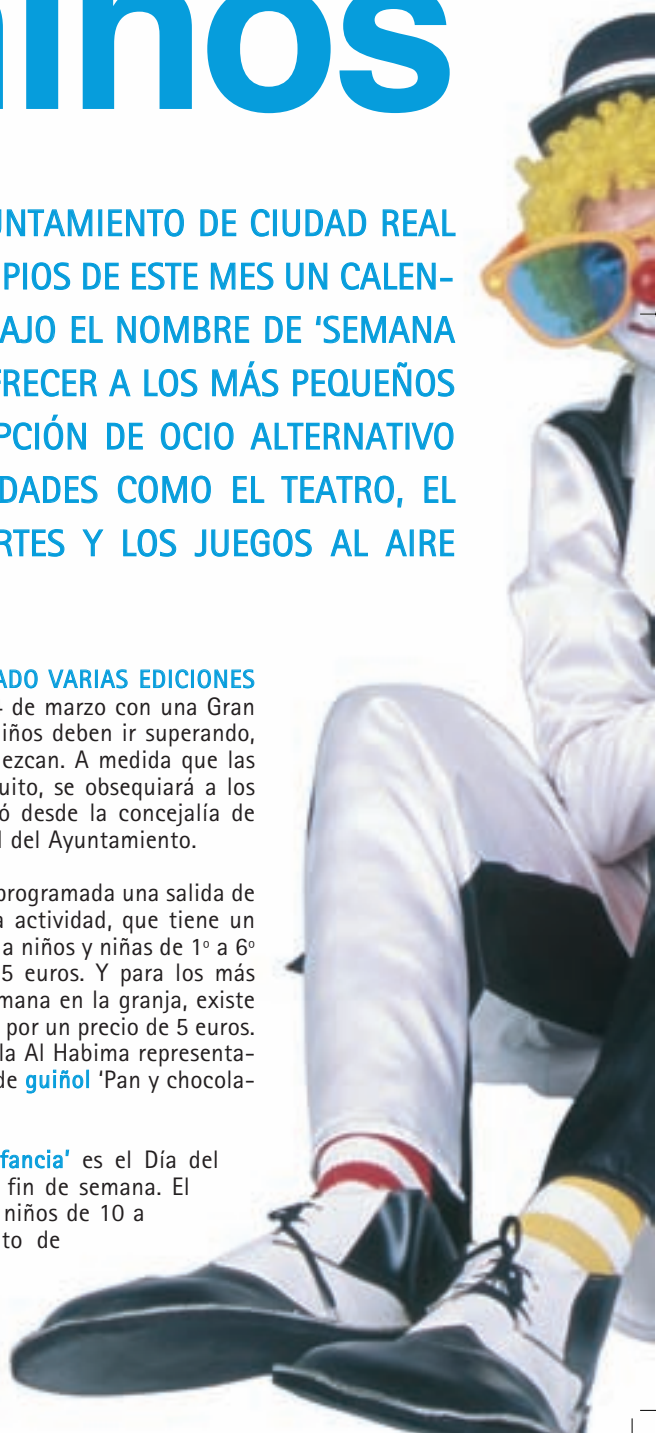 niños
UNTAMIENTO DE CIUDAD REAL
IPIOS DE ESTE MES UN CALEN-
AJO EL NOMBRE DE ‘SEMANA
FRECER A LOS MÁS PEQUEÑOS
PCIÓN DE OCIO ALTERNATIVO
DADES COMO EL TEATRO, EL
RTES Y LOS JUEGOS AL AIRE
ADO VARIAS EDICIONES
de marzo con una Gran
iños deben ir superando,
ezcan. A medida que las
uito, se obsequiará a los
ó desde la concejalía de
l del Ayuntamiento.
programada una salida de
a actividad, que tiene un
a niños y niñas de 1º a 6º
5 euros. Y para los más
mana en la granja, existe
por un precio de 5 euros.
la Al Habima representa-
de guiñol ‘Pan y chocola-
fancia’ es el Día del
fin de semana. El
niños de 10 a
to de